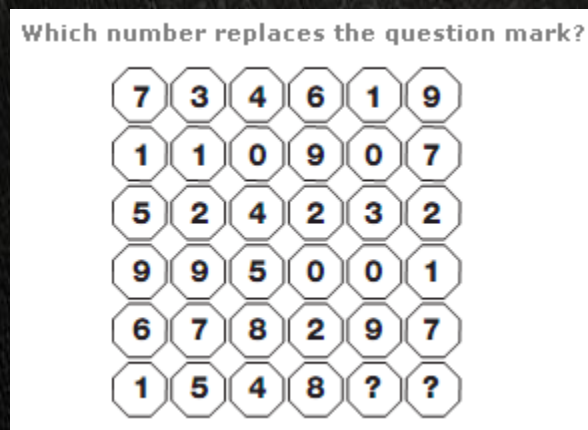 Which number replaces the question mark?
7 3 4 6 1 9
1 1 0 9 0 7
5 2 4 2 3 2
9 9 5 0 0 1
6 7 8 2 9 7
1 5 4 8 ? ?